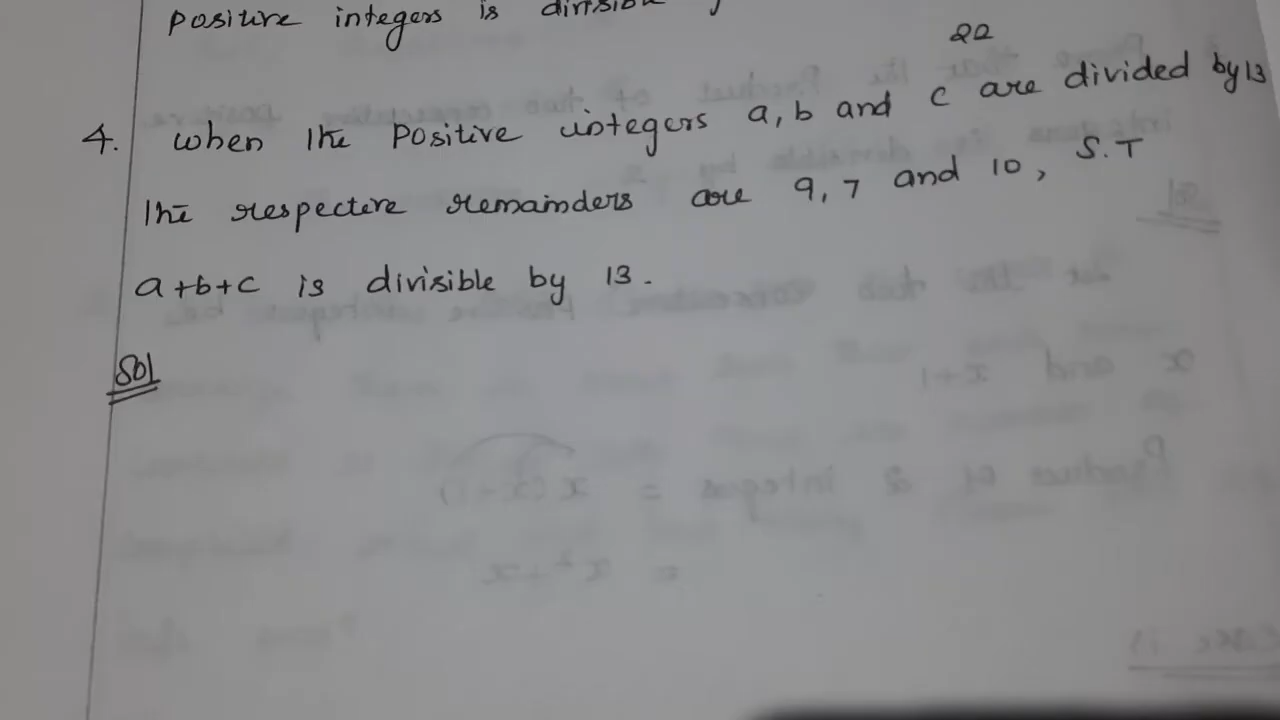 positive integers is divisible
22
4. when the positive integers a, b and c are divided by 13
the respective remainders are 9, 7 and 10, S.T
a+b+c is divisible by 13.
Sol